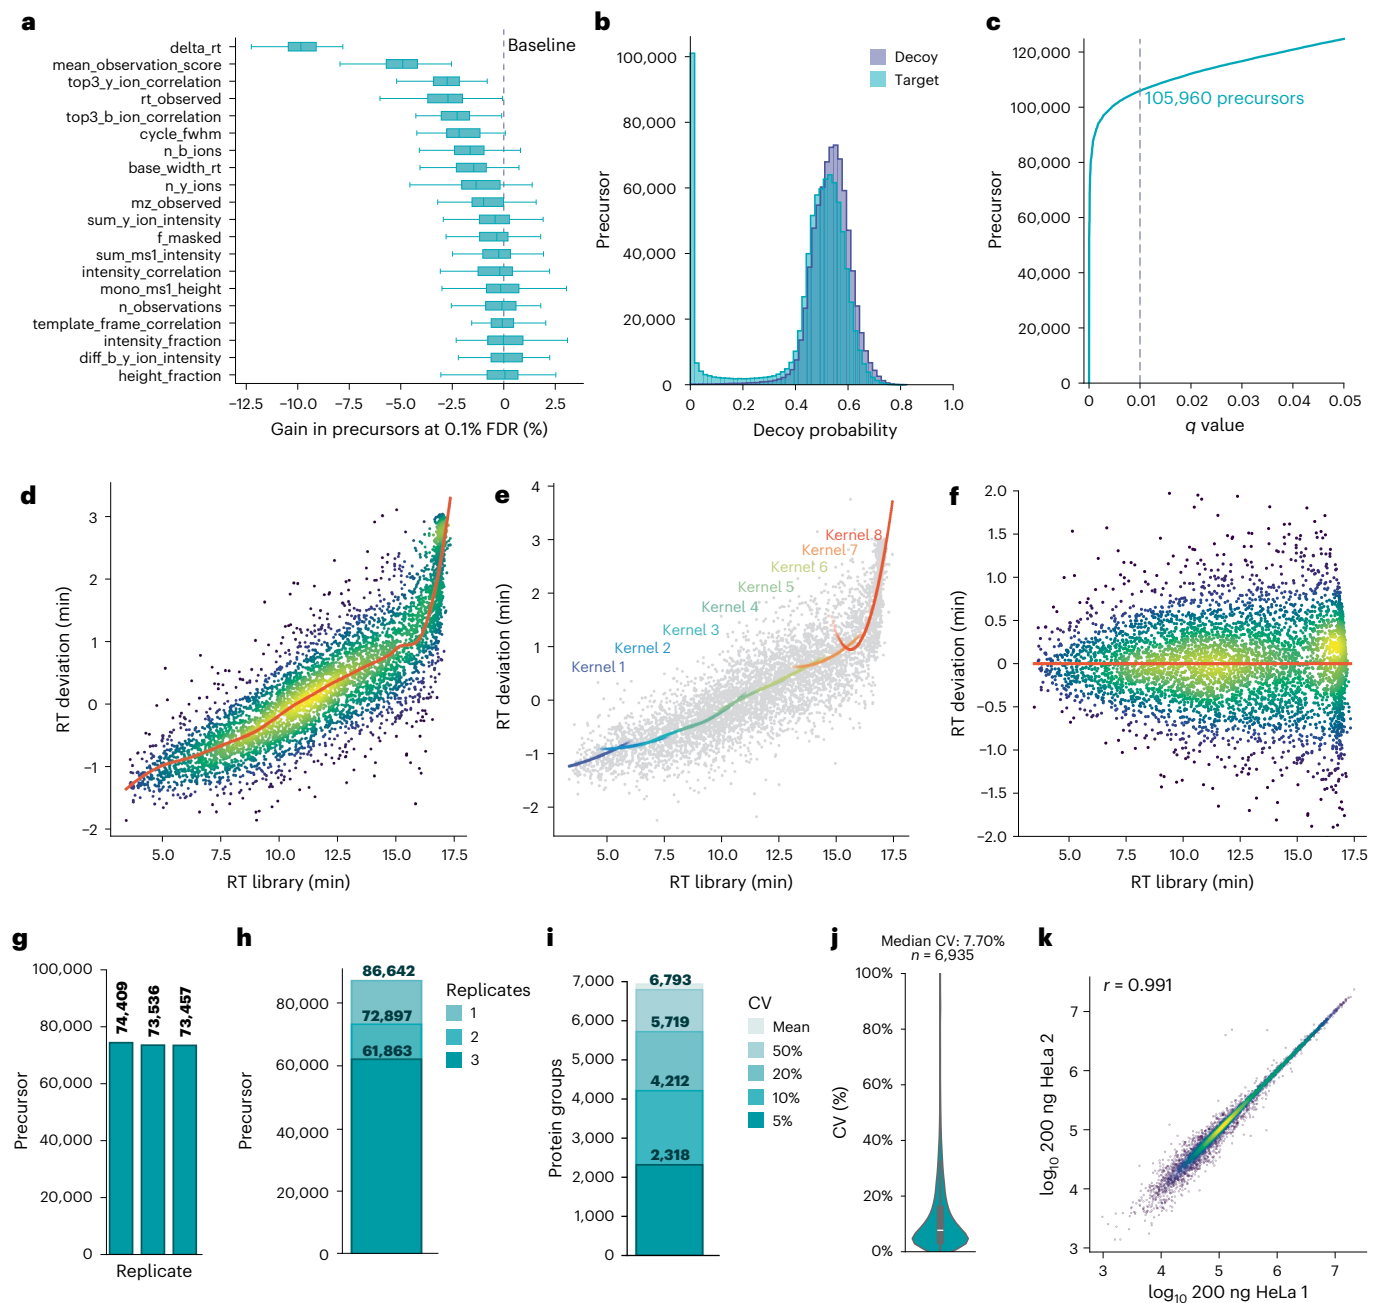 a
Baseline
delta_rt
mean_observation_score
top3_y_ion_correlation
rt_observed
top3_b_ion_correlation
cycle_fwhm
n_b_ions
base_width_rt
n_y_ions
mz_observed
sum_y_ion_intensity
f_masked
sum_ms1_intensity
intensity_correlation
mono_ms1_height
n_observations
template_frame_correlation
intensity_fraction
diff_b_y_ion_intensity
height_fraction
−12.5 −10.0 −7.5 −5.0 −2.5 0 2.5
Gain in precursors at 0.1% FDR (%)
b
Decoy
Target
100,000
80,000
60,000
40,000
20,000
0
Precursor
0 0.2 0.4 0.6 0.8 1.0
Decoy probability
c
120,000
100,000
80,000
60,000
40,000
20,000
0
Precursor
105,960 precursors
0 0.01 0.02 0.03 0.04 0.05
q value
d
3
2
1
0
−1
−2
RT deviation (min)
5.0 7.5 10.0 12.5 15.0 17.5
RT library (min)
e
4
3
2
1
0
−1
−2
RT deviation (min)
Kernel 8
Kernel 7
Kernel 6
Kernel 5
Kernel 4
Kernel 3
Kernel 2
Kernel 1
5.0 7.5 10.0 12.5 15.0 17.5
RT library (min)
f
2.0
1.5
1.0
0.5
0
−0.5
−1.0
−1.5
−2.0
RT deviation (min)
5.0 7.5 10.0 12.5 15.0 17.5
RT library (min)
g
100,000
80,000
60,000
40,000
20,000
0
Precursor
74,409
73,536
73,457
Replicate
h
80,000
60,000
40,000
20,000
0
Precursor
86,642
72,897
61,863
Replicates
1
2
3
i
7,000
6,000
5,000
4,000
3,000
2,000
1,000
0
Protein groups
6,793
5,719
4,212
2,318
CV
Mean
50%
20%
10%
5%
j
Median CV: 7.70%
n = 6,935
100%
80%
60%
40%
20%
0%
CV (%)
k
r = 0.991
7
6
5
4
3
log10 200 ng HeLa 2
3 4 5 6 7
log10 200 ng HeLa 1